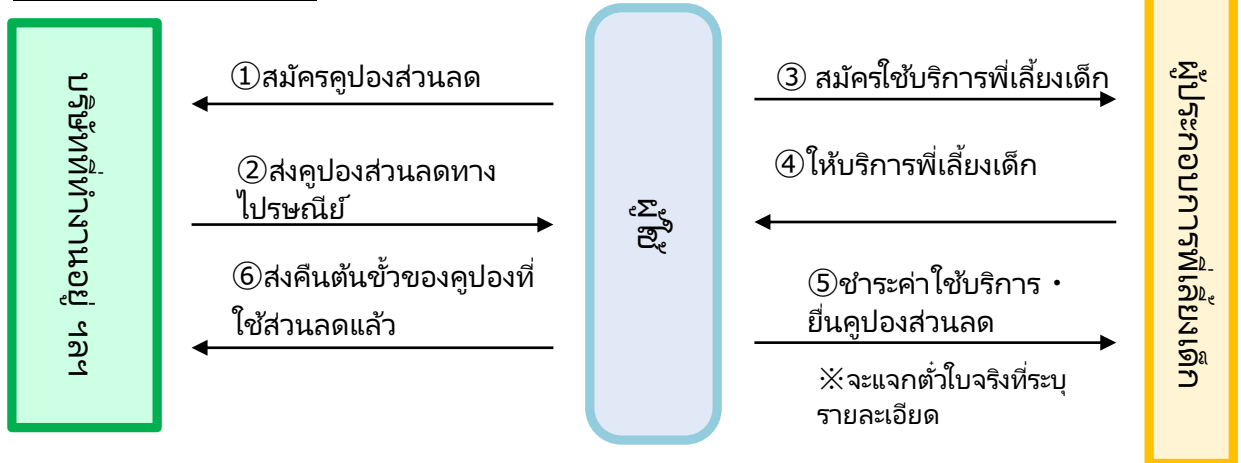 บริษัทที่ทำงานอยู่ ฯลฯ
①สมัครคูปองส่วนลด
②ส่งคูปองส่วนลดทาง
ไปรษณีย์
⑥ส่งคืนต้นขั้วของคูปองที่
ใช้ส่วนลดแล้ว
ผู้ใช้
③ สมัครใช้บริการพี่เลี้ยงเด็ก
④ให้บริการพี่เลี้ยงเด็ก
⑤ชำระค่าใช้บริการ・
ยื่นคูปองส่วนลด
※จะแจกตั๋วใบจริงที่ระบุ
รายละเอียด
ผู้ประกอบการพี่เลี้ยงเด็ก